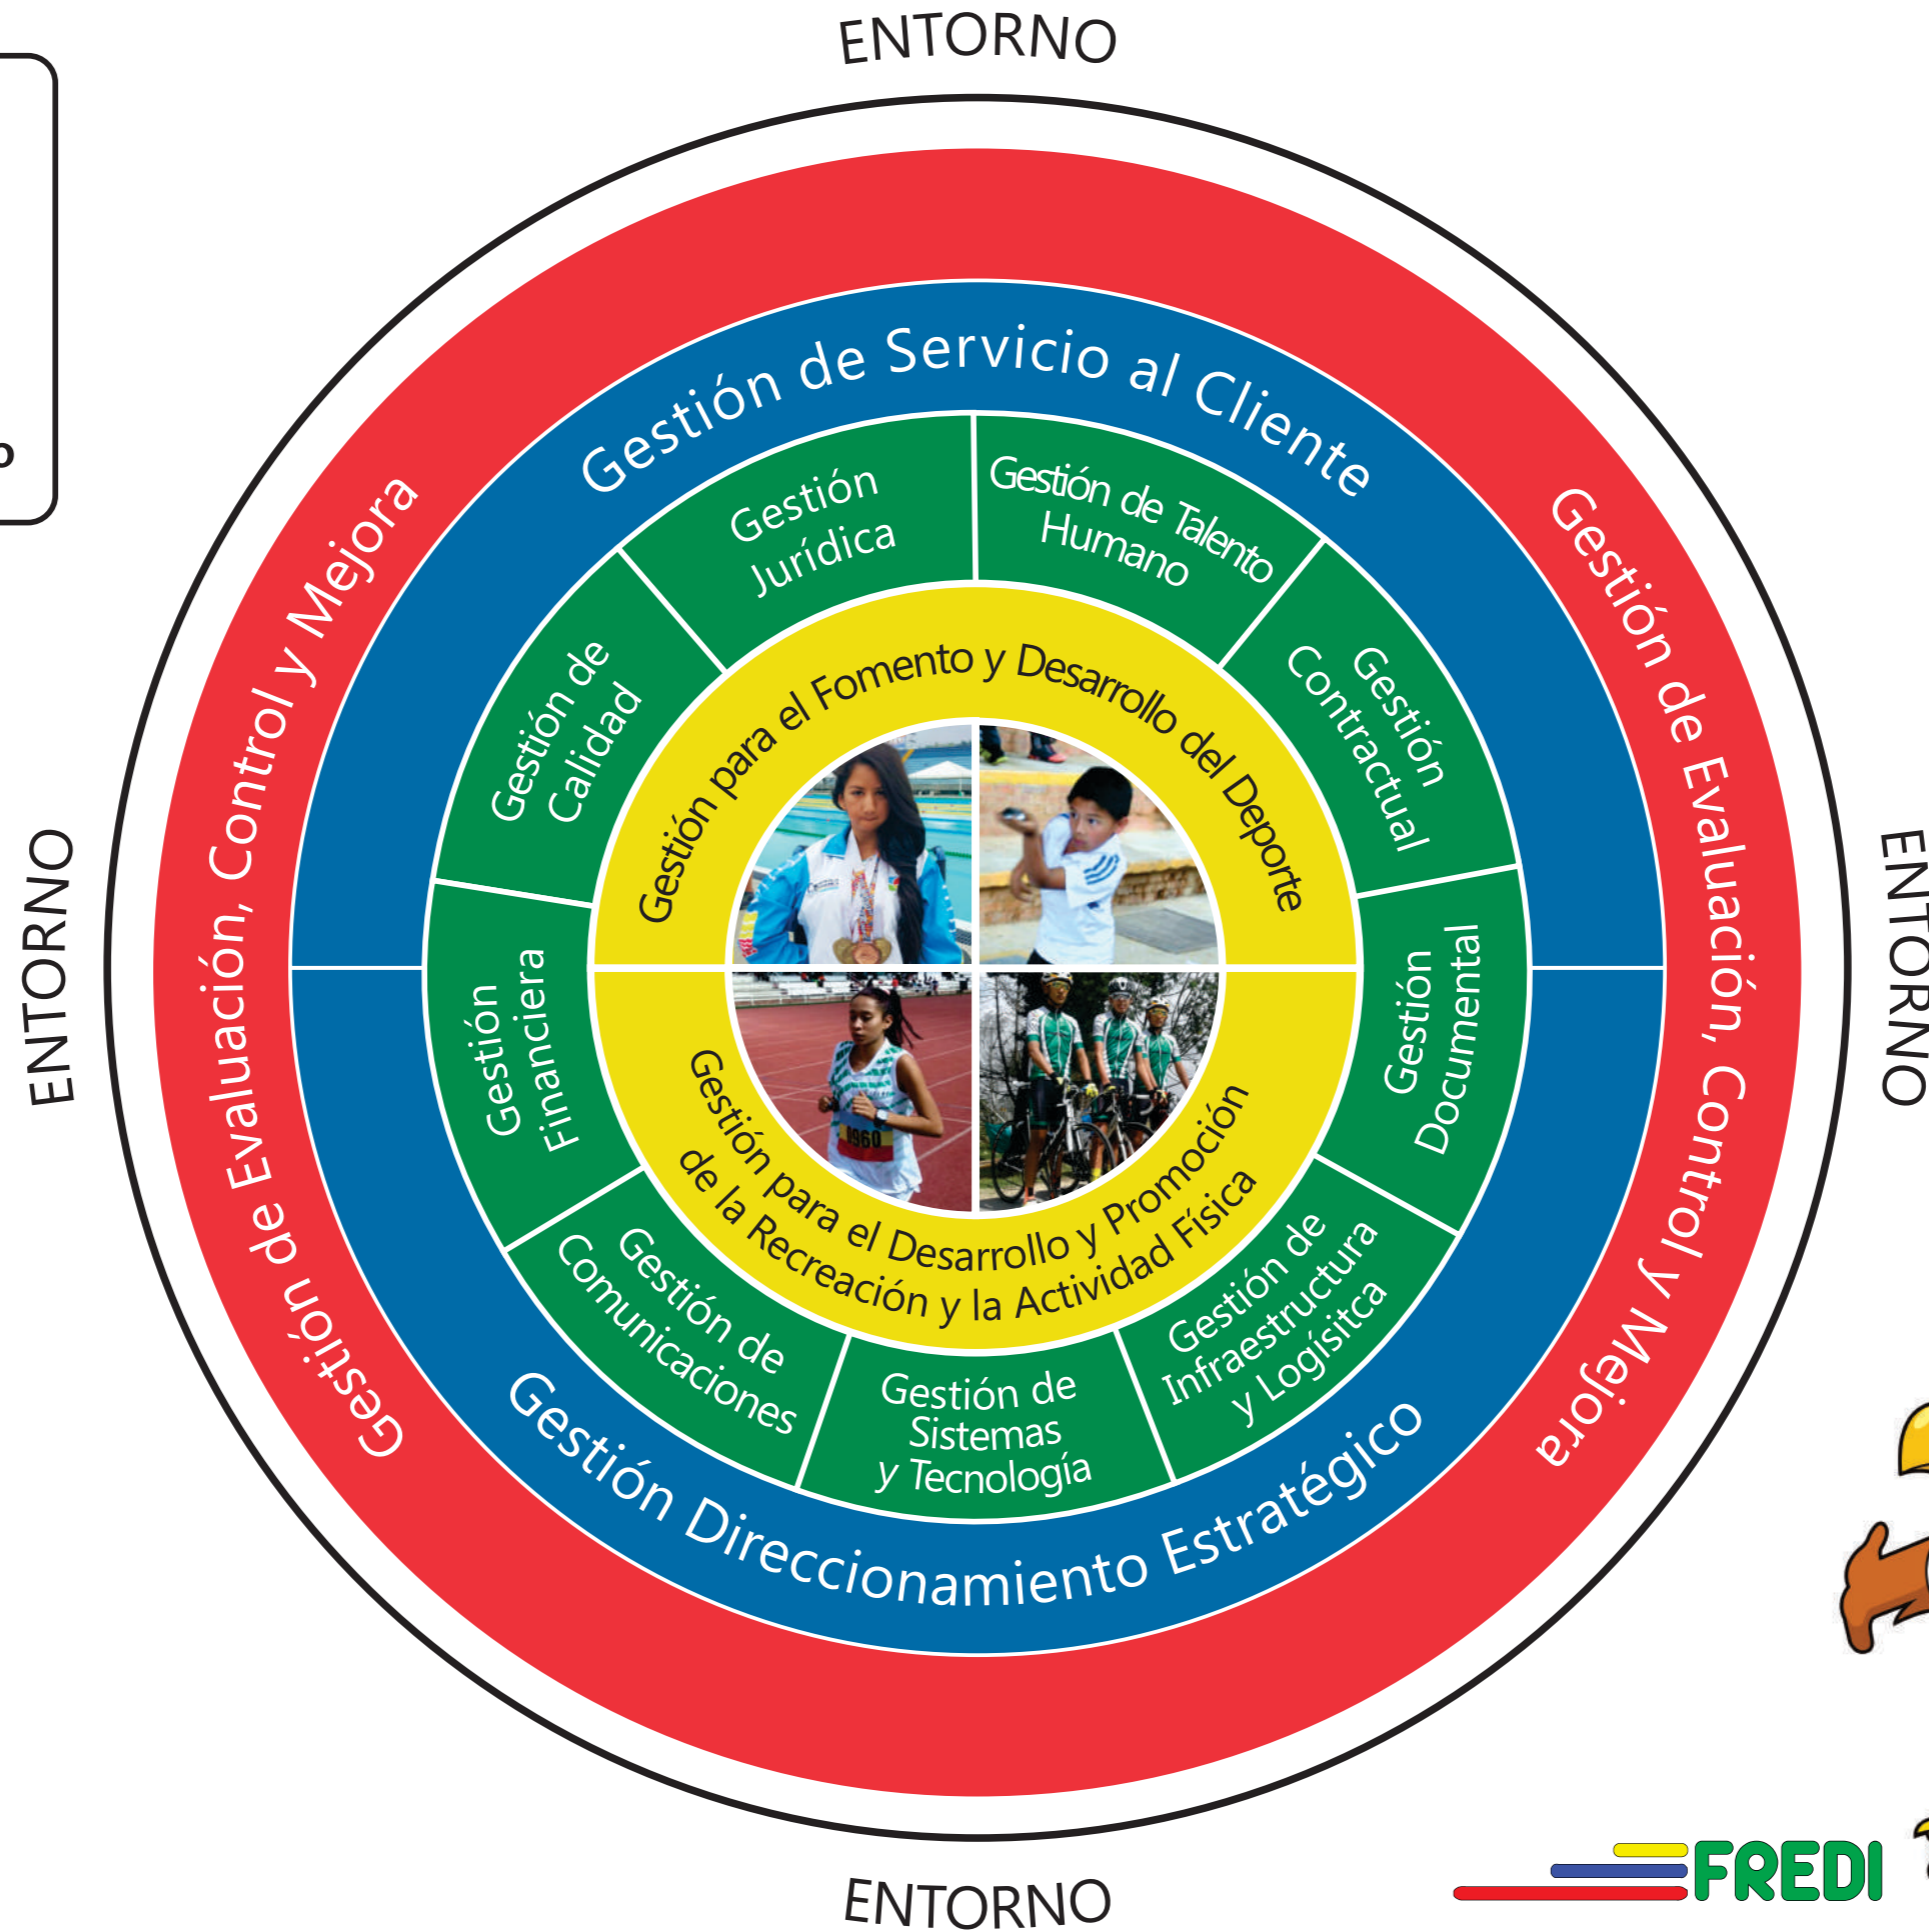 ENTORNO
o
Gestión de Servicio al Cliente
Gestión
Jurídica
Gestión de Talento
Humano
Gestión de Evaluación, Control y Mejora
Gestión de Evaluación, Control y Mejora
Gestión de
Calidad
Gestión
Contractual
Gestión para el Fomento y Desarrollo del Deporte
ENTORNO
ENTORNO
Gestión
Financiera
Gestión
Documental
Gestión para el Desarrollo y Promoción
de la Recreación y la Actividad Física
Gestión de
Comunicaciones
Gestión de
Sistemas
y Tecnología
Gestión de
Infraestructura
y Logísitca
Gestión Direccionamiento Estratégico
FREDI
ENTORNO